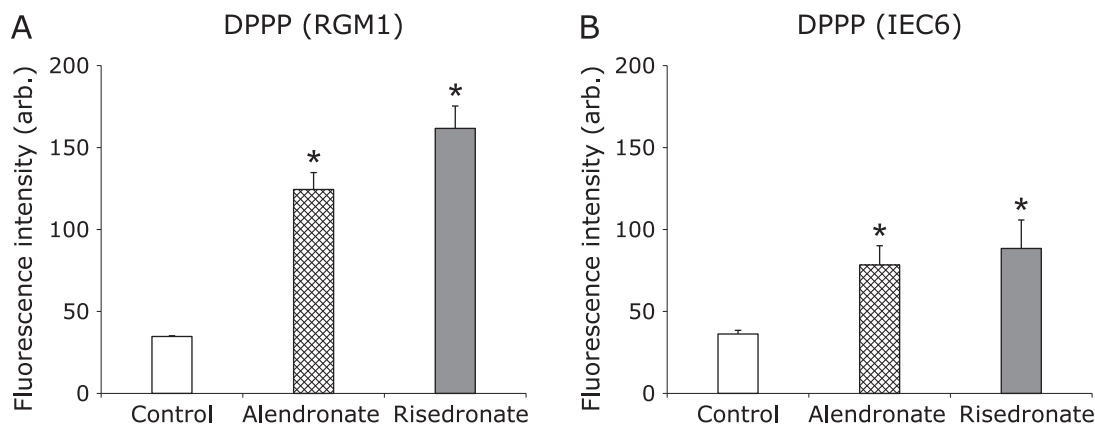 A
DPPP (RGM1)
Fluorescence intensity (arb.)
200
150
100
50
0
*
*
Control
Alendronate
Risedronate
B
DPPP (IEC6)
Fluorescence intensity (arb.)
200
150
100
50
0
*
*
Control
Alendronate
Risedronate